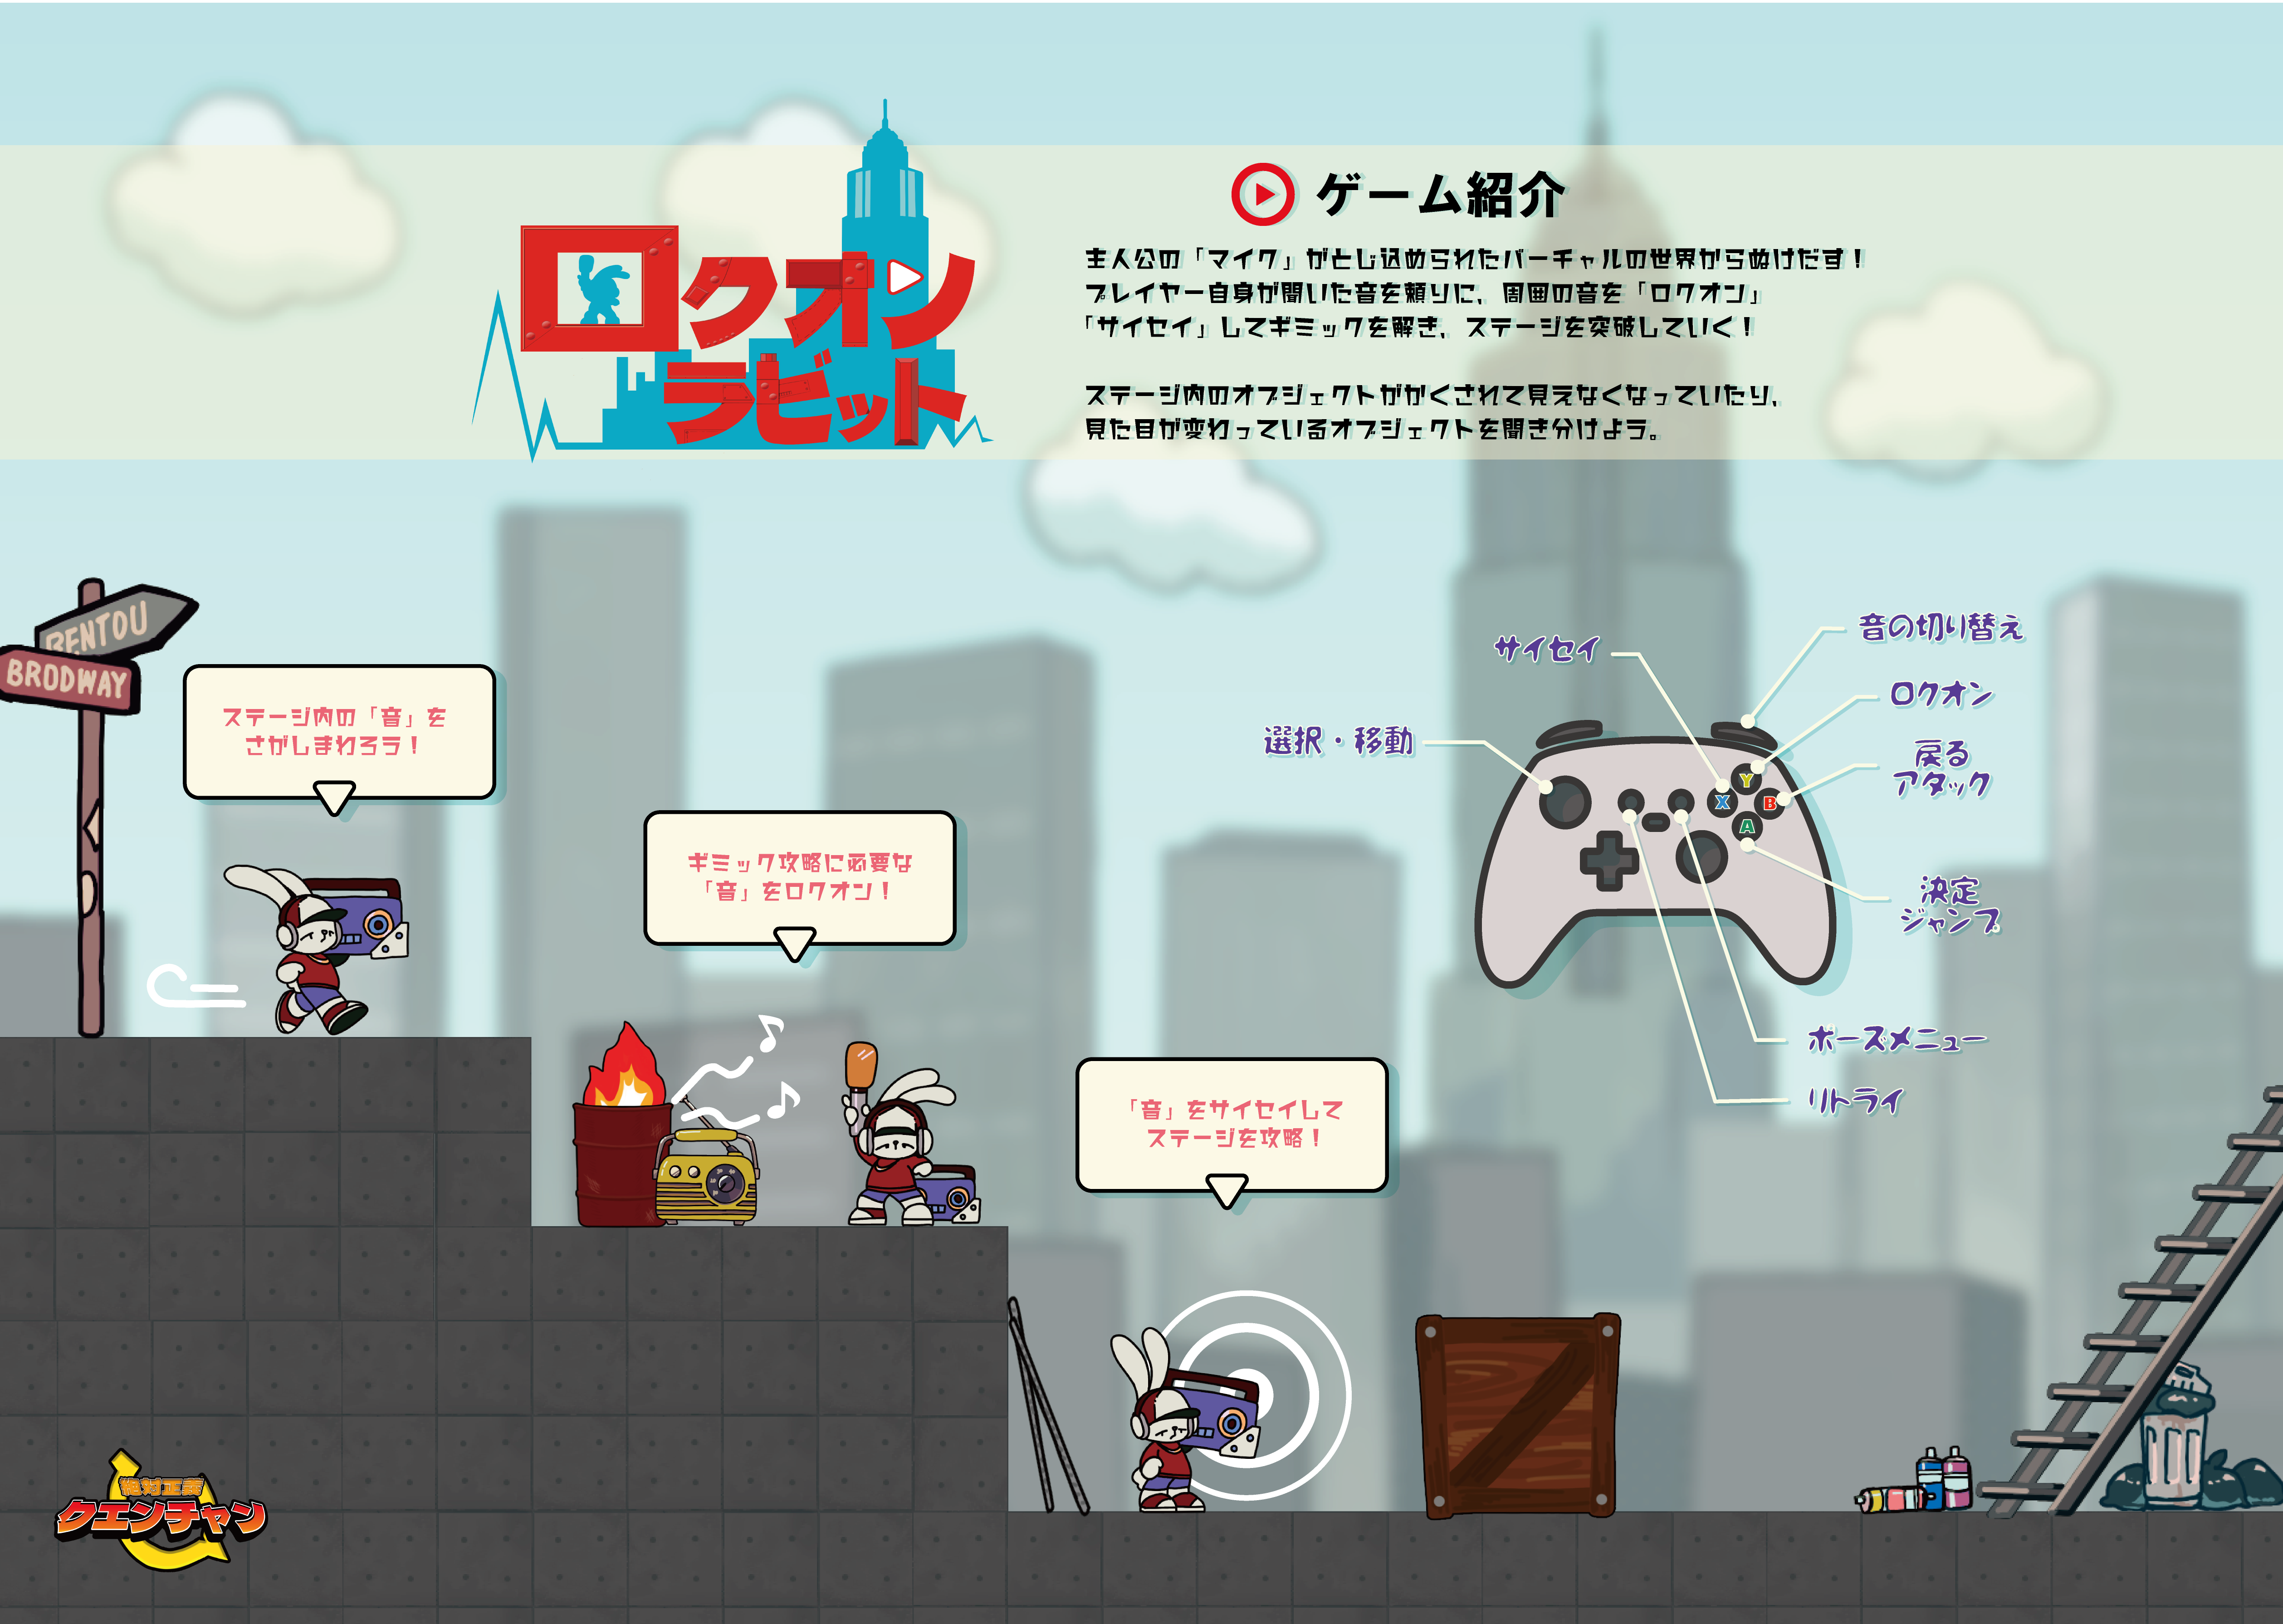 ロクオン
ラビット
ゲーム紹介
主人公の「マイク」がとじ込められたバーチャルの世界からぬけだす！
プレイヤー自身が聞いた音を頼りに、周囲の音を「ロクオン」
「サイセイ」してギミックを解き、ステージを突破していく！
ステージ内のオブジェクトがかくされて見えなくなっていたり、
見た目が変わっているオブジェクトを聞き分けよう。
BENTOU
BRODWAY
ステージ内の「音」を
さがしまわろう！
ギミック攻略に必要な
「音」をロクオン！
「音」をサイセイして
ステージを攻略！
サイセイ
選択・移動
音の切り替え
ロクオン
戻る
アタック
決定
ジャンプ
ポーズメニュー
リトライ
Y
X
B
A
絶対正義
クエンチャン